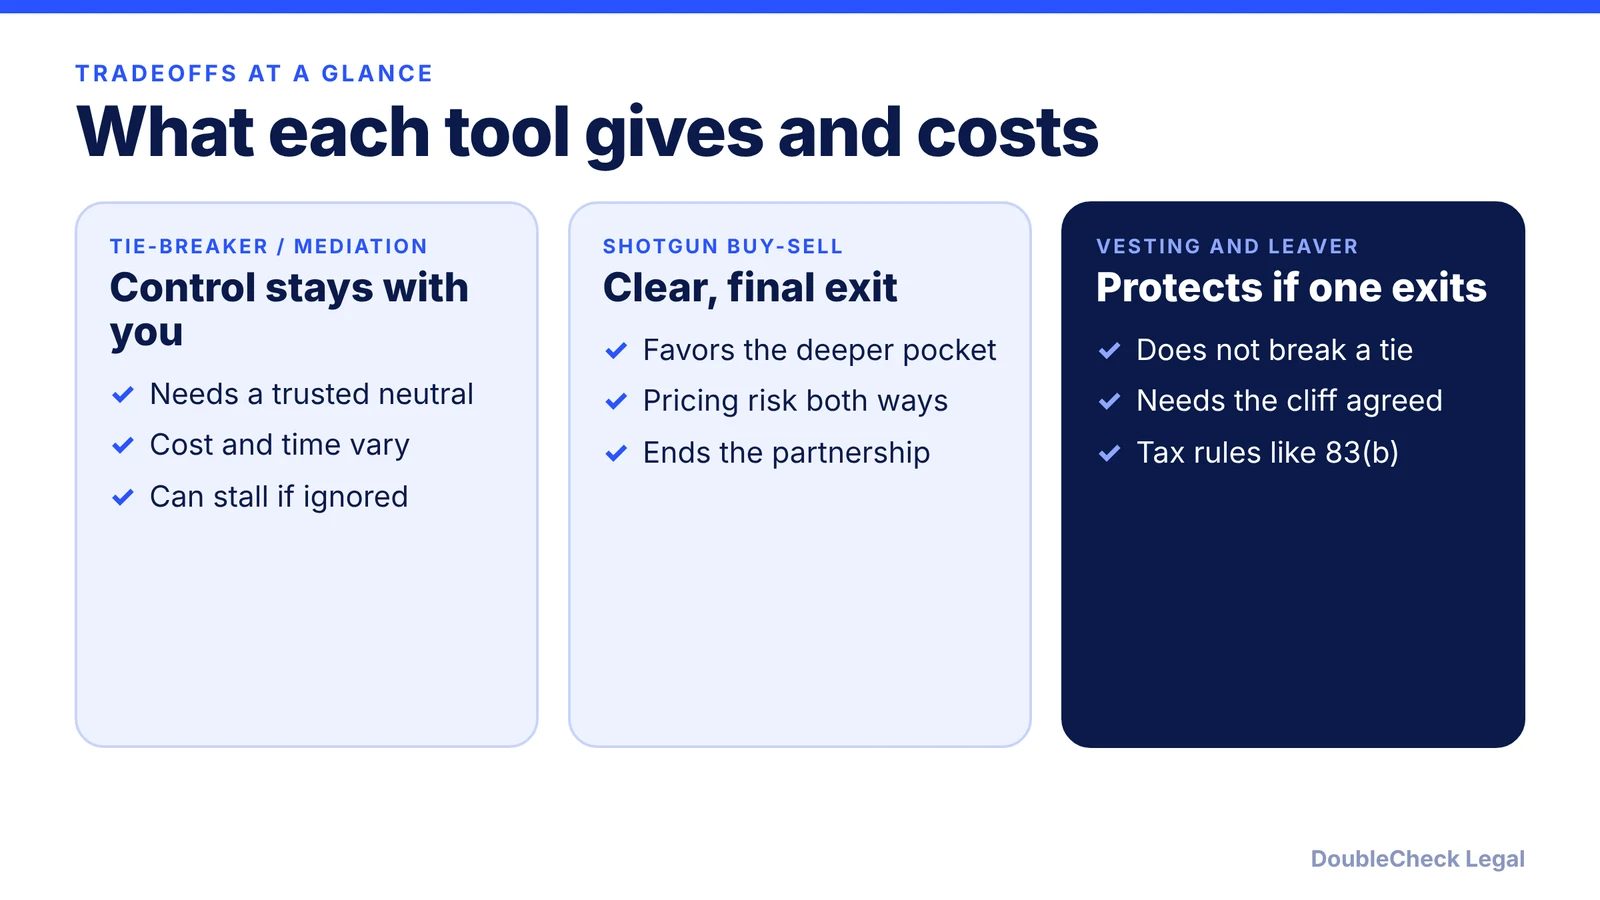 TRADEOFFS AT A GLANCE
What each tool gives and costs
TIE-BREAKER / MEDIATION
Control stays with
you
Needs a trusted neutral
Cost and time vary
Can stall if ignored
SHOTGUN BUY-SELL
Clear, final exit
Favors the deeper pocket
Pricing risk both ways
Ends the partnership
VESTING AND LEAVER
Protects if one exits
Does not break a tie
Needs the cliff agreed
Tax rules like 83(b)
DoubleCheck Legal